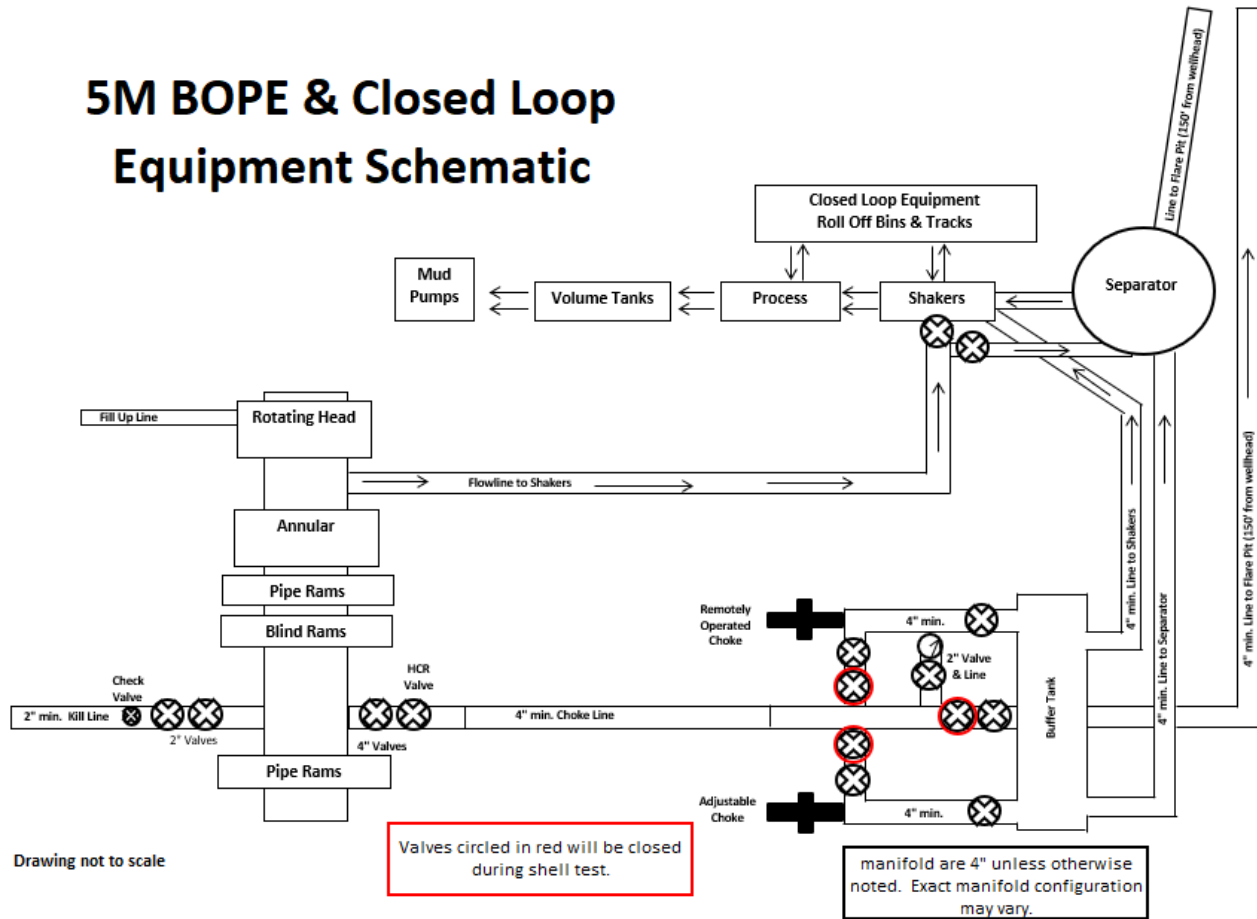 5M BOPE & Closed Loop
Equipment Schematic
Line to Flare Pit (150' from wellhead)
Closed Loop Equipment
Roll Off Bins & Tracks
Mud
Pumps
Volume Tanks
Process
Shakers
Separator
Fill Up Line
Rotating Head
Flowline to Shakers
4" min. Line to Flare Pit (150' from wellhead)
Annular
4" min. Line to Shakers
4" min. Line to Separator
Pipe Rams
Blind Rams
Remotely
Operated
Choke
4" min.
Check
Valve
HCR
Valve
2" Valve
& Line
2" min. Kill Line
4" min. Choke Line
Buffer Tank
2" Valves
4" Valves
Pipe Rams
Adjustable
Choke
4" min.
Drawing not to scale
Valves circled in red will be closed
during shell test.
manifold are 4" unless otherwise
noted. Exact manifold configuration
may vary.